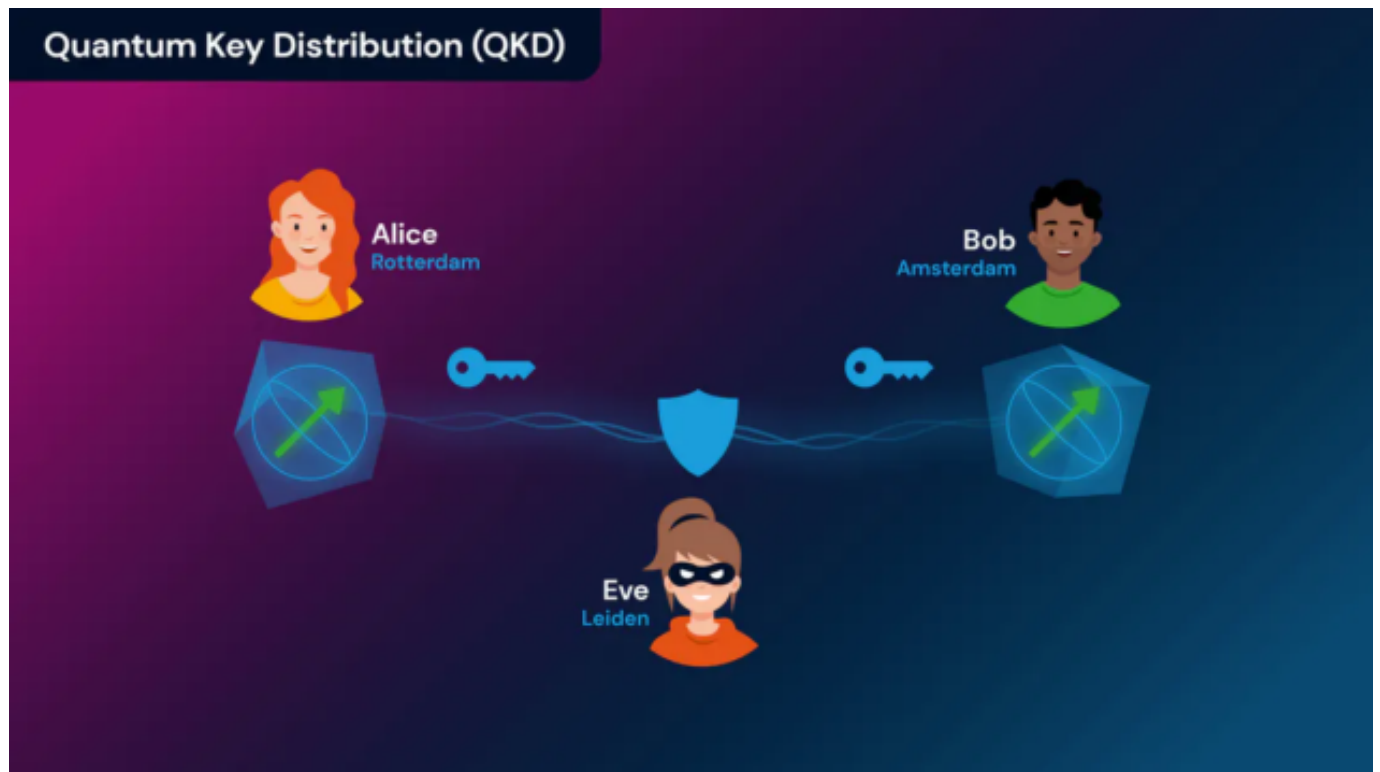 Quantum Key Distribution (QKD)
Alice
Rotterdam
Bob
Amsterdam
Eve
Leiden